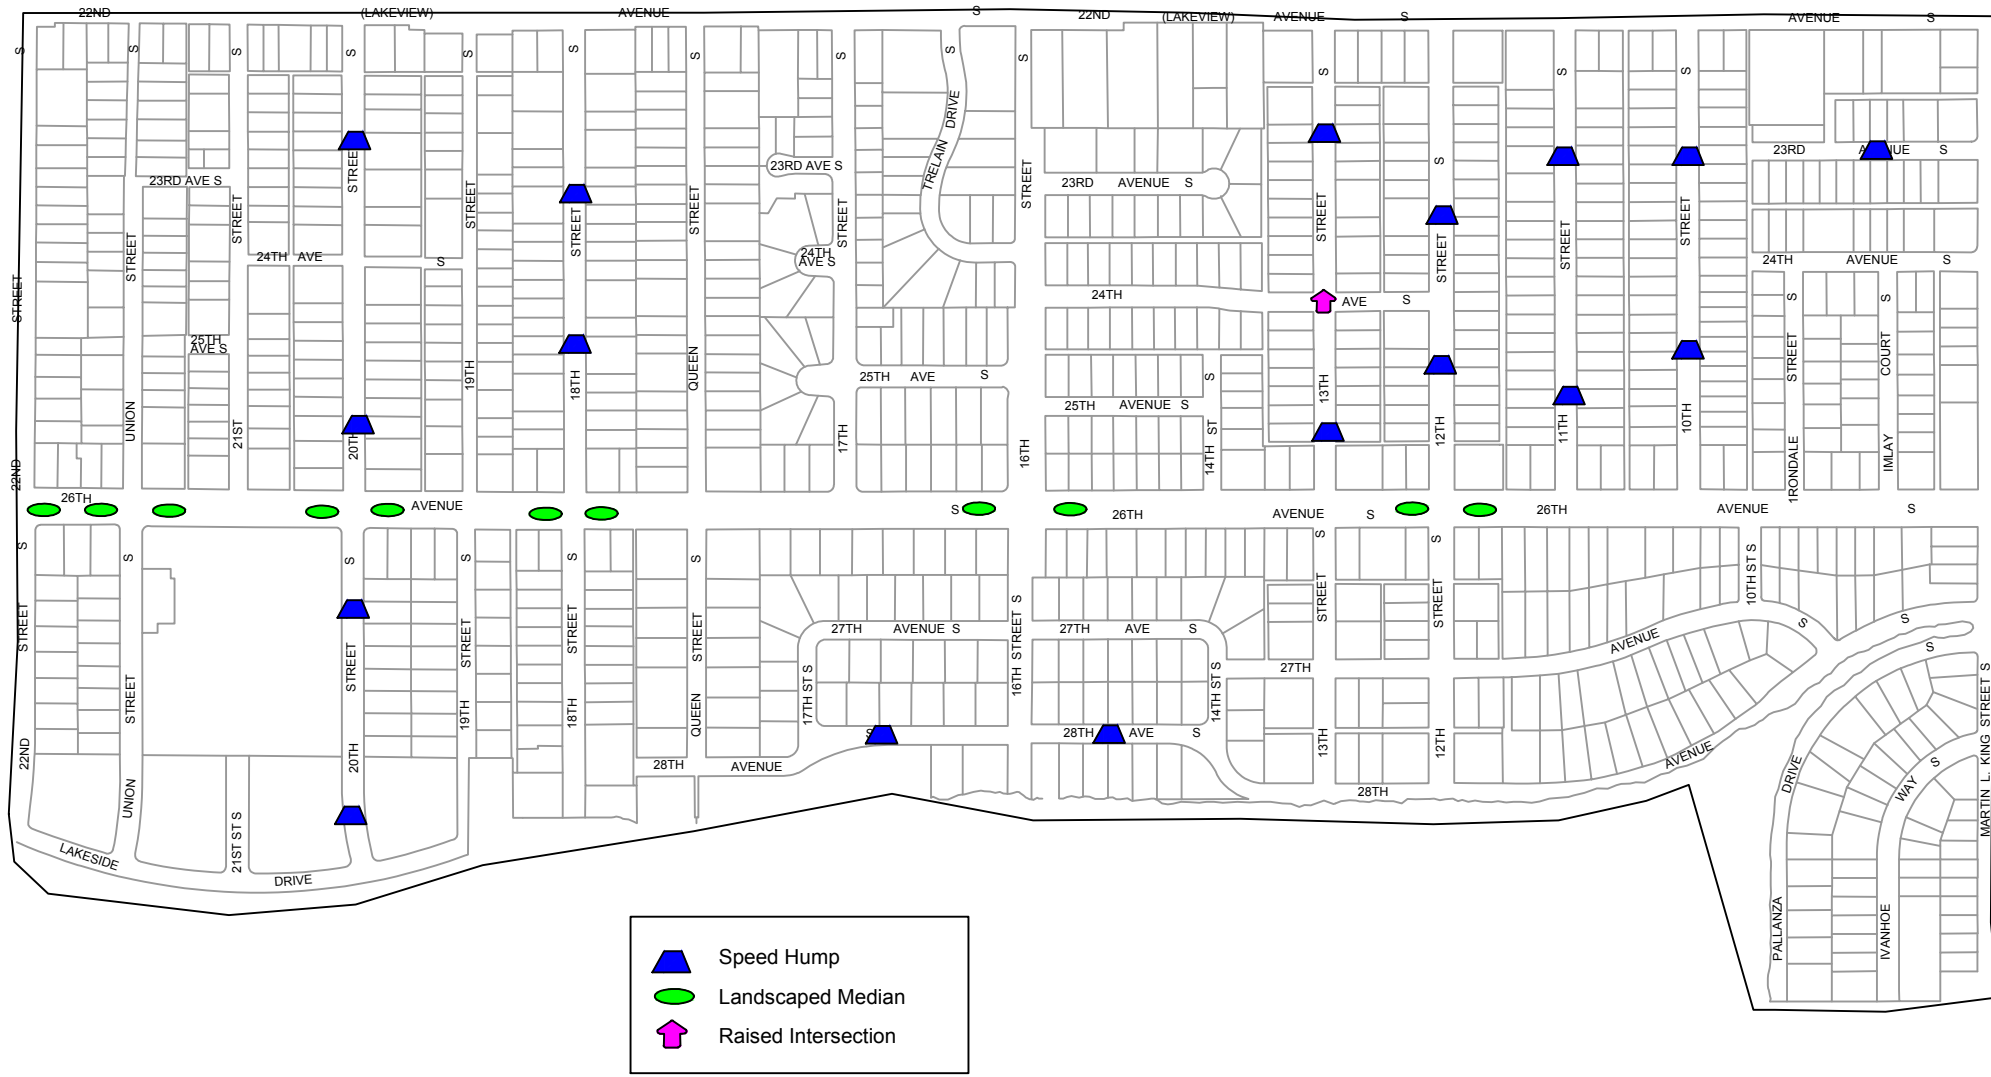 22ND (LAKEVIEW) AVENUE S 22ND (LAKEVIEW) AVENUE S AVENUE S
S S S S S S S S S S S S S
DRIVE
TRELAIN
23RD AVE S
23RD AVE S
23RD AVENUE S
23RD AVENUE S
S
STREET
STREET
STREET
STREET
STREET
STREET
STREET
STREET
STREET
STREET
STREET
STREET
STREET
STREET
24TH AVE S
24TH
AVE S
24TH AVE S
24TH AVENUE S
25TH
AVE S
25TH AVE S
25TH AVENUE S
S
S
STREET
S
COURT
22ND
UNION
21ST
20TH
19TH
18TH
QUEEN
17TH
16TH
14TH ST
13TH
12TH
11TH
10TH
1RONDALE
IMLAY
26TH AVENUE S 26TH AVENUE S 26TH AVENUE S
S S S S S S S S
10TH ST S
STREET
STREET
STREET
STREET
STREET
STREET
STREET
STREET
22ND
UNION
20TH
19TH
18TH
QUEEN
17TH ST S
16TH STREET S
14TH ST S
13TH
12TH
27TH AVENUE S
27TH AVE S
27TH
AVENUE S
S
S
28TH AVENUE S
28TH AVE S
28TH
AVENUE
LAKESIDE
DRIVE
21ST ST S
DRIVE
PALLANZA
WAY S
IVANHOE
MARTIN L. KING STREET S
Speed Hump
Landscaped Median
Raised Intersection